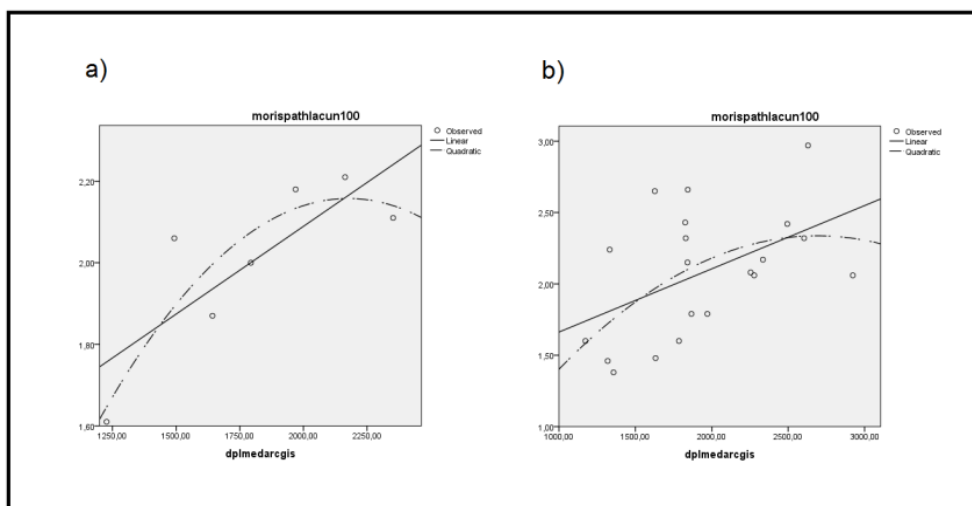 a)
morispathlacun100
Observed
Linear
Quadratic
2,20
2,00
1,80
1,60
1250,00 1500,00 1750,00 2000,00 2250,00
dplmedarcgis
b)
morispathlacun100
Observed
Linear
Quadratic
3,00
2,50
2,00
1,50
1,00
1000,00 1500,00 2000,00 2500,00 3000,00
dplmedarcgis